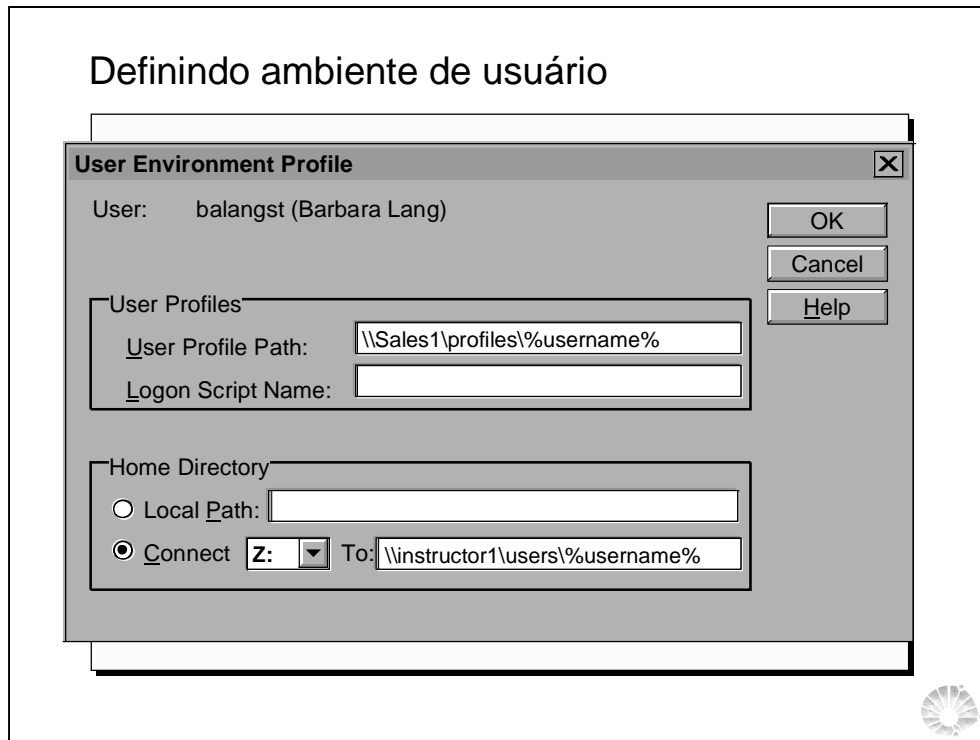 Definindo ambiente de usuário
User Environment Profile
User: balangst (Barbara Lang)
OK
Cancel
Help
User Profiles
User Profile Path: \\Sales1\profiles\%username%
Logon Script Name:
Home Directory
Local Path:
Connect Z: To: \\instructor1\users\%username%